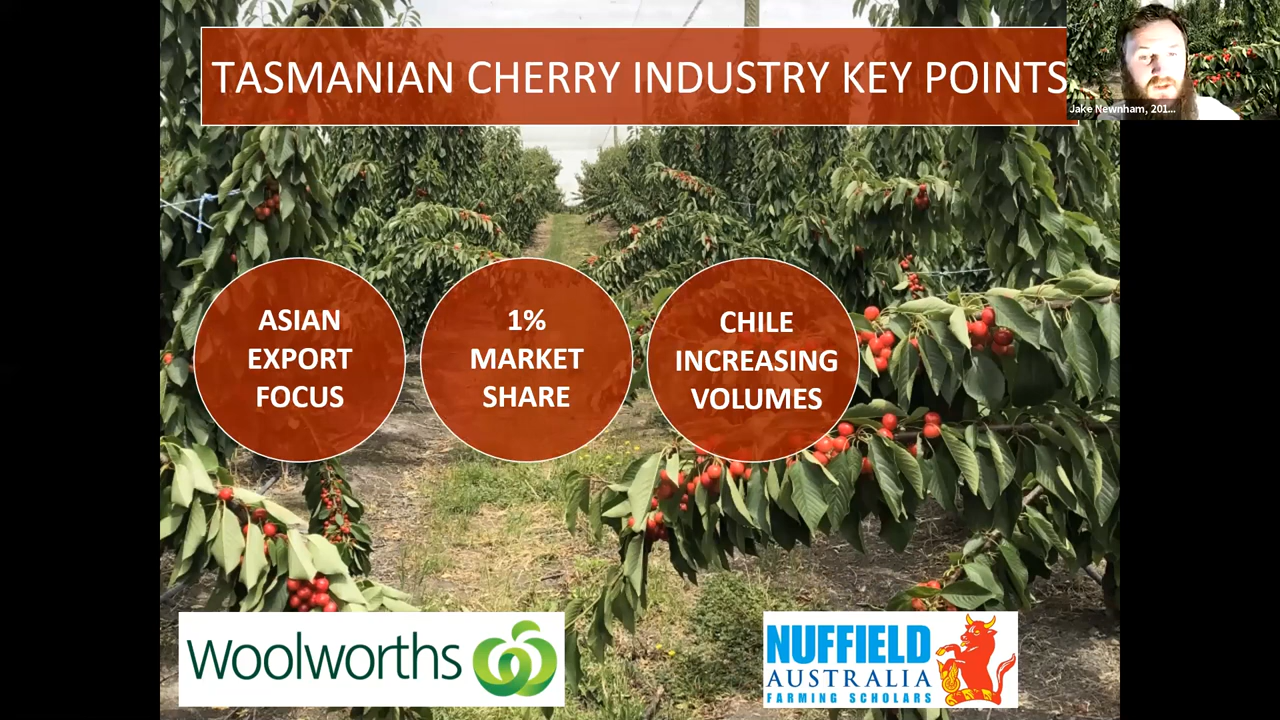 TASMANIAN CHERRY INDUSTRY KEY POINTS
Jake Newnham, 201...
ASIAN
EXPORT
FOCUS
1%
MARKET
SHARE
CHILE
INCREASING
VOLUMES
Woolworths
NUFFIELD
AUSTRALIA
FARMING SCHOLARS